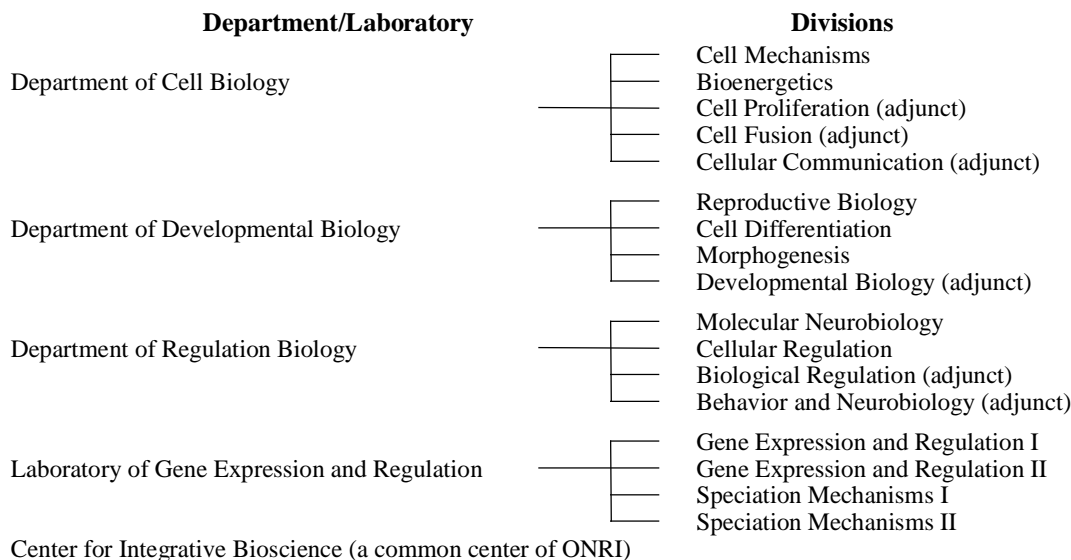 Department/Laboratory Divisions
Cell Mechanisms
Department of Cell Biology Bioenergetics
Cell Proliferation (adjunct)
Cell Fusion (adjunct)
Cellular Communication (adjunct)
Reproductive Biology
Department of Developmental Biology Cell Differentiation
Morphogenesis
Developmental Biology (adjunct)
Molecular Neurobiology
Department of Regulation Biology Cellular Regulation
Biological Regulation (adjunct)
Behavior and Neurobiology (adjunct)
Gene Expression and Regulation I
Laboratory of Gene Expression and Regulation Gene Expression and Regulation II
Speciation Mechanisms I
Speciation Mechanisms II
Center for Integrative Bioscience (a common center of ONRI)